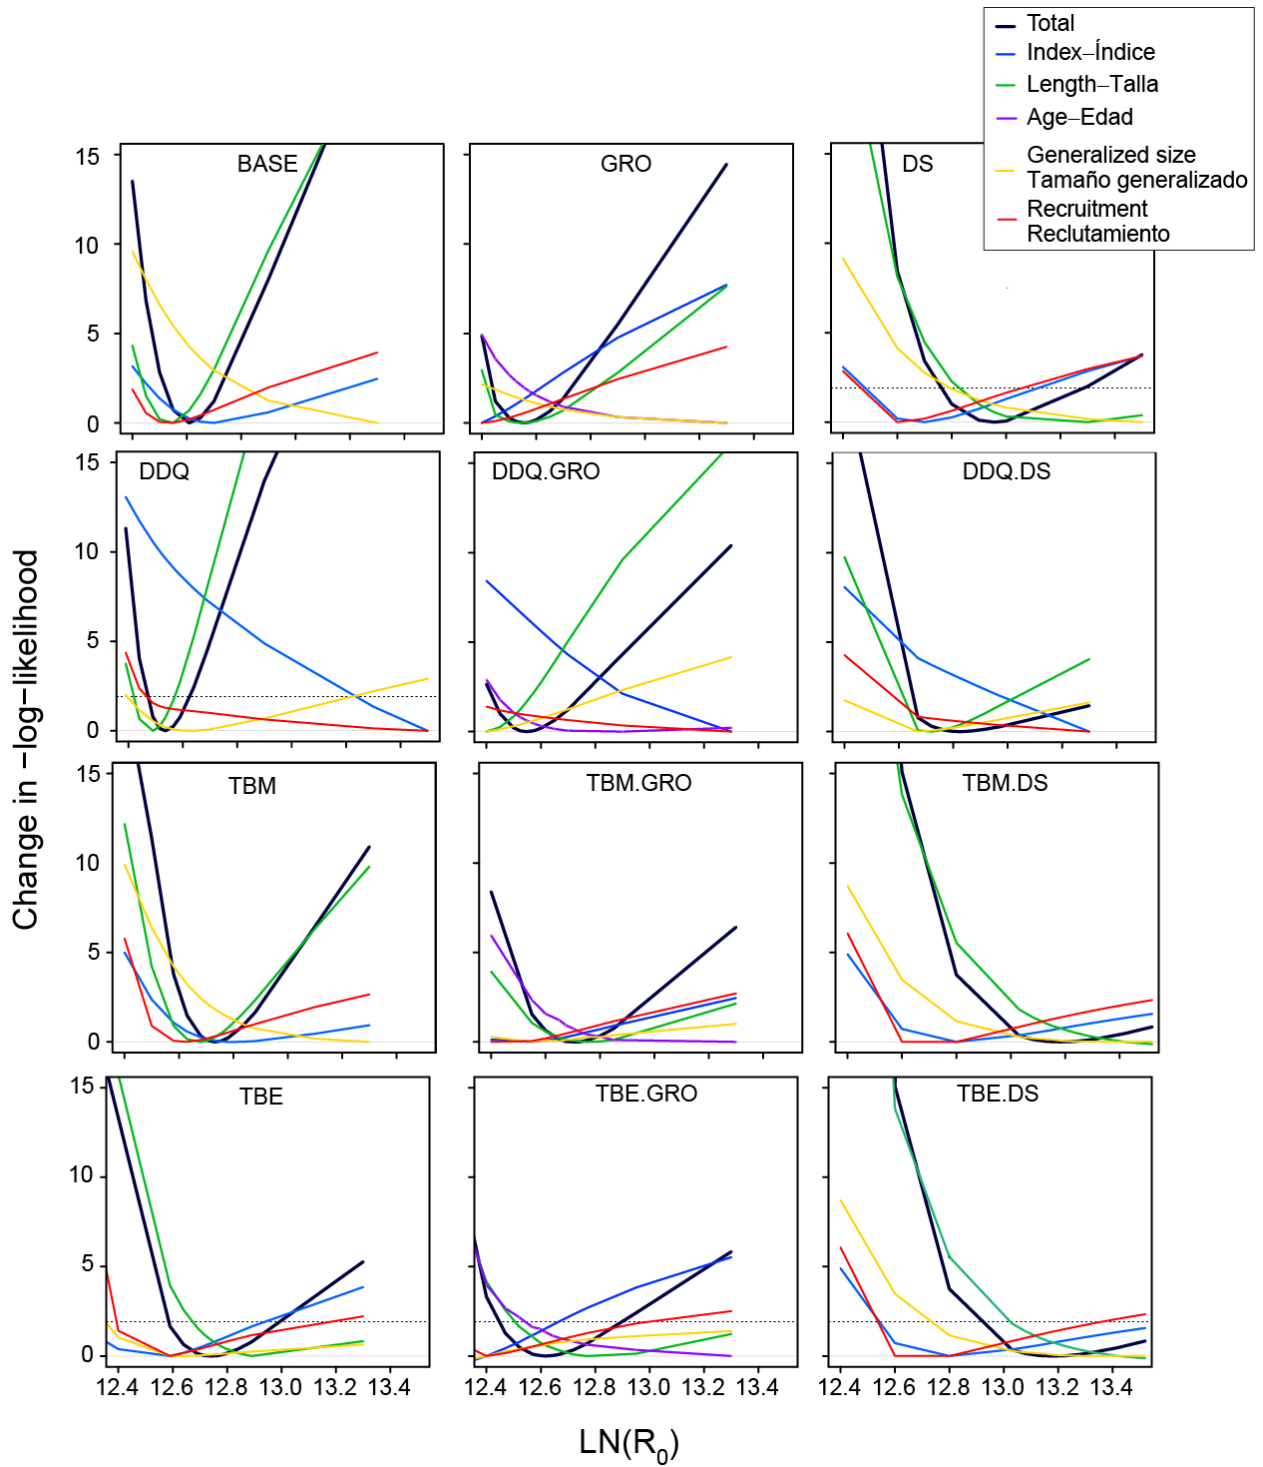 Total
Index–Índice
Length–Talla
Age–Edad
Generalized size
Tamaño generalizado
Recruitment
Reclutamiento
BASE
GRO
DS
15
10
5
0
DDQ
DDQ.GRO
DDQ.DS
15
10
5
0
TBM
TBM.GRO
TBM.DS
15
10
5
0
TBE
TBE.GRO
TBE.DS
15
10
5
0
12.4 12.6 12.8 13.0 13.2 13.4
12.4 12.6 12.8 13.0 13.2 13.4
12.4 12.6 12.8 13.0 13.2 13.4
Change in –log–likelihood
LN(R0)